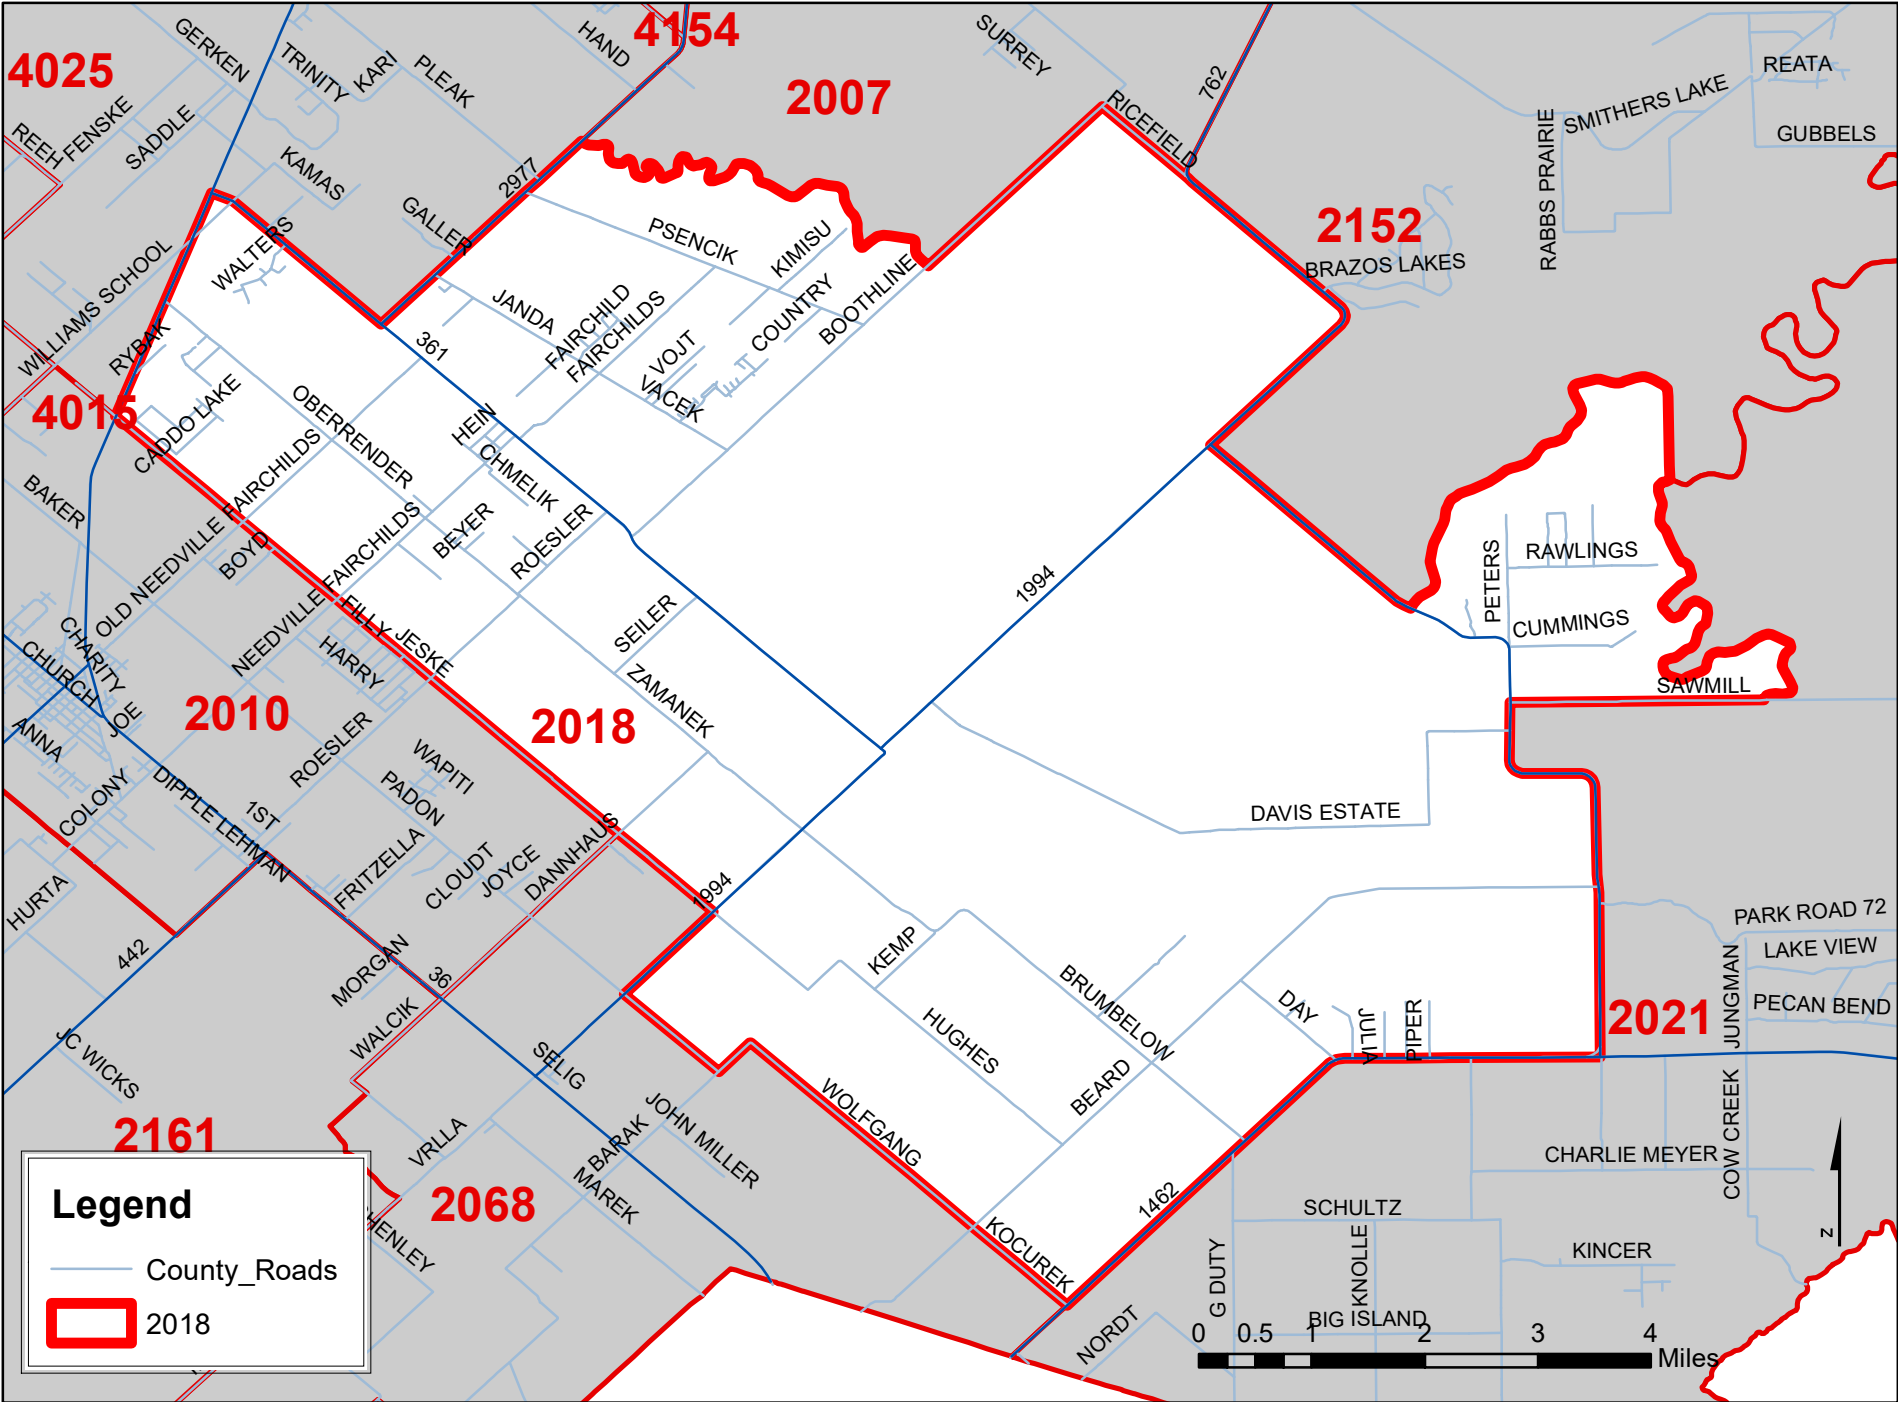 4154
4025
2007
2152
4015
2010
2018
2021
2161
2068
GERKEN
TRINITY
KARI
PLEAK
HAND
SURREY
762
REATA
SMITHERS LAKE
RABBS PRAIRIE
GUBBELS
REEH
FENSKE
SADDLE
KAMAS
GALLER
2977
RICEFIELD
BRAZOS LAKES
WILLIAMS SCHOOL
WALTERS
RYBAK
PSENCIK
KIMISU
COUNTRY
BOOTHLINE
JANDA
FAIRCHILD
FAIRCHILDS
VOJT
VACEK
361
CADDO LAKE
OBERRENDER
HEIN
CHMELIK
BAKER
FAIRCHILDS
OLD NEEDVILLE
BOYD
FAIRCHILDS
NEEDVILLE
BEYER
ROESLER
TILLY JESKE
HARRY
SEILER
ZAMANEK
1994
PETERS
RAWLINGS
CUMMINGS
SAWMILL
CHARITY
CHURCH
JOE
ANNA
COLONY
DIPPLE LEHMAN
1ST
ROESLER
WAPITI
PADON
FRITZELLA
CLOUDT
JOYCE
DANNHAUS
1994
DAVIS ESTATE
HURTA
442
MORGAN
36
WALCIK
JC WICKS
SELIG
KEMP
HUGHES
BRUMBELOW
BEARD
DAY
JULIA
PIPER
PARK ROAD 72
LAKE VIEW
PECAN BEND
JUNGMAN
COW CREEK
CHARLIE METER
VRLLA
BARAK
JOHN MILLER
MAREK
WOLFGANG
KOCUREK
1462
SCHULTZ
G DUTY
KNOLLE
KINCER
BIG ISLAND
NORDT
HENLEY
Legend
County_Roads
2018
0 0.5 1 2 3 4
Miles
z